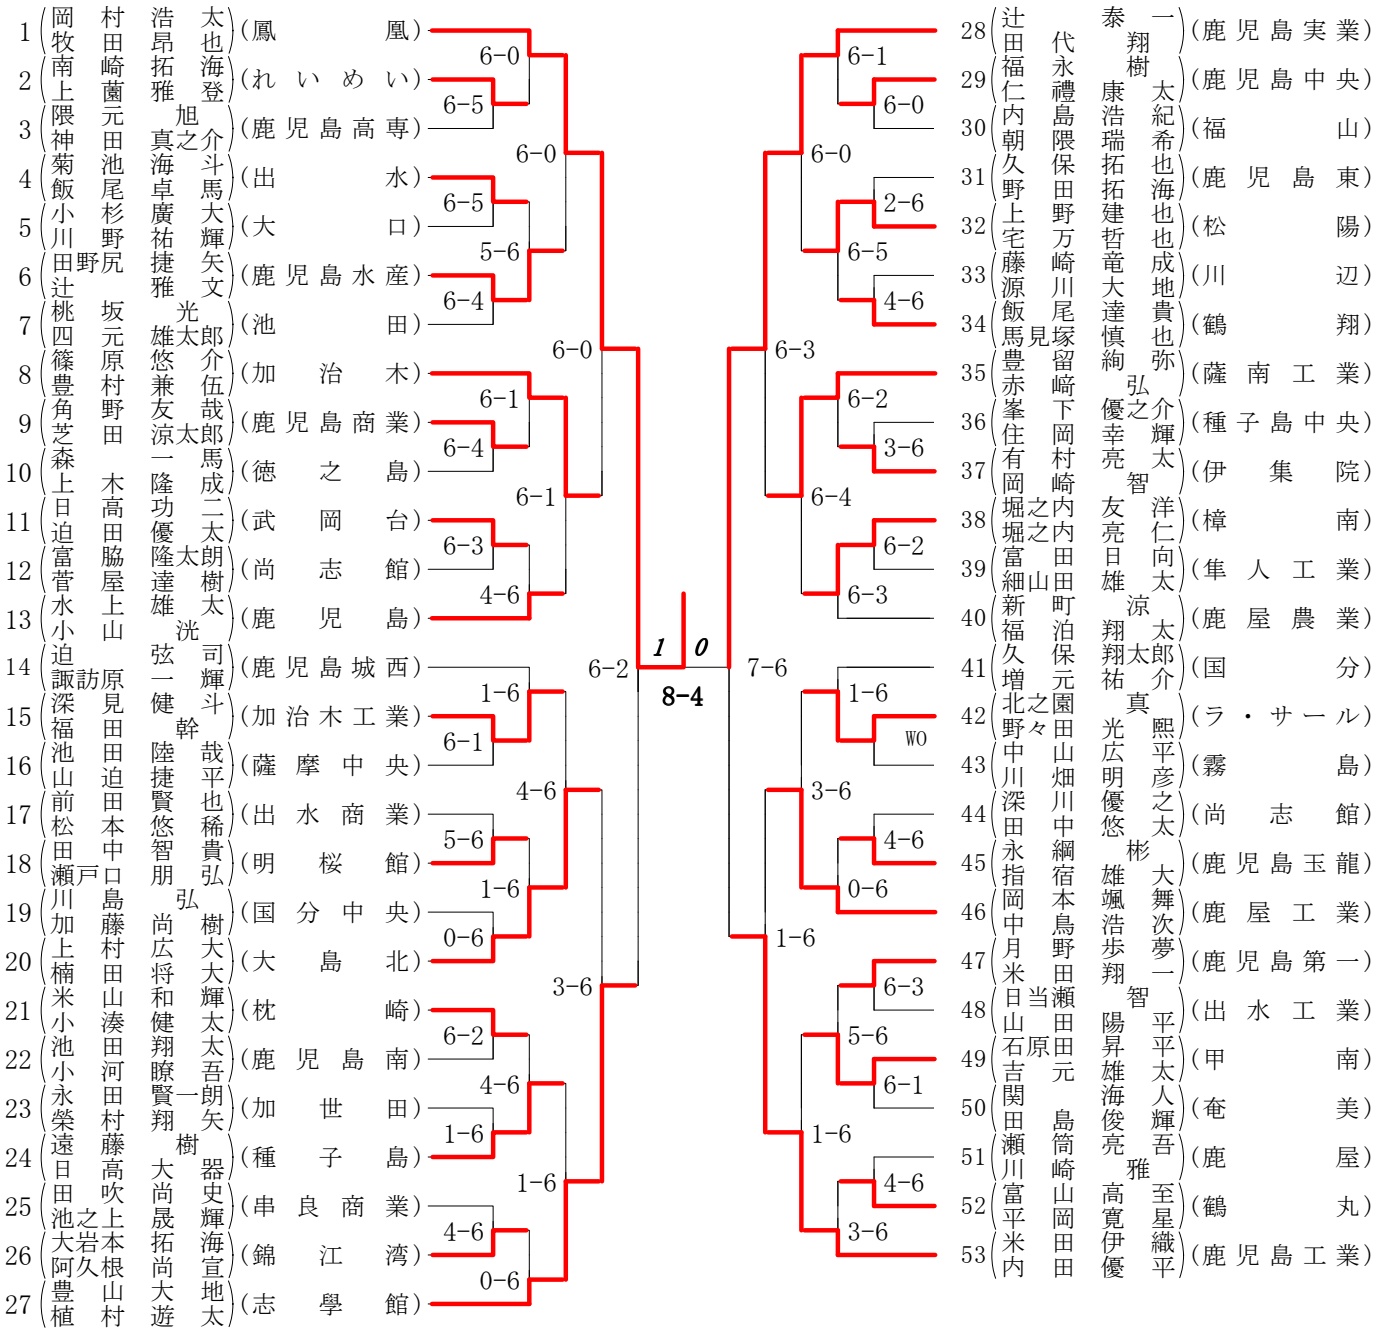 1 (岡村浩太 牧田昂也) (鳳凰)
2 (南崎拓海 上薗雅登) (れいめい)
3 (隈元旭 神田真之介) (鹿児島高専)
4 (菊池海斗 飯尾卓馬) (出水)
5 (小杉廣大 川野祐輝) (大口)
6 (田野尻捷矢 辻雅文) (鹿児島水産)
7 (桃坂光 四元雄太郎) (池田)
8 (篠原悠介 豊村兼伍) (加治木)
9 (角野友哉 芝田涼太郎) (鹿児島商業)
10 (森一馬 上木隆成) (徳之島)
11 (日高功二 迫田優太) (武岡台)
12 (富脇隆太朗 菅屋達樹) (尚志館)
13 (水上雄太 小山洸) (鹿児島)
14 (迫弦司 諏訪原一輝) (鹿児島城西)
15 (深見健斗 福田幹) (加治木工業)
16 (池田陸哉 山迫捷平) (薩摩中央)
17 (前田賢也 松本悠稀) (出水商業)
18 (田中智貴 瀬戸口朋弘) (明桜館)
19 (川島弘 加藤尚樹) (国分中央)
20 (上村広大 楠田将大) (大島北)
21 (米山和輝 小湊健太) (枕崎)
22 (池田翔太 小河瞭吾) (鹿児島南)
23 (永田賢一朗 榮村翔矢) (加世田)
24 (遠藤樹 日高大器) (種子島)
25 (田吹尚史 池之上晟輝) (串良商業)
26 (大岩本拓海 阿久根尚宣) (錦江湾)
27 (豊山大地 植村遊太) (志學館)
6-0
6-5
6-0
6-5
5-6
6-4
6-0
6-1
6-4
6-1
6-3
4-6
6-2
1-6
6-1
4-6
5-6
1-6
0-6
3-6
6-2
4-6
1-6
1-6
4-6
0-6
1 0
8-4
28 (辻泰一 田代翔) (鹿児島実業)
29 (福永樹 仁禮康太) (鹿児島中央)
30 (内島浩紀 朝隈瑞希) (福山)
31 (久保拓也 野田拓海) (鹿児島東)
32 (上野建也 宅万哲也) (松陽)
33 (藤崎竜成 源川大地) (川辺)
34 (飯尾達貴 馬見塚慎也) (鶴翔)
35 (豊留絢弥 赤﨑弘) (薩南工業)
36 (峯下優之介 住岡幸輝) (種子島中央)
37 (有村亮太 岡崎智) (伊集院)
38 (堀之内友洋 堀之内亮仁) (樟南)
39 (富田日向 細山田雄太) (隼人工業)
40 (新町涼 福泊翔太) (鹿屋農業)
41 (久保翔太郎 増元祐介) (国分)
42 (北之園真 野々田光熙) (ラ・サール)
43 (中山広平 川畑明彦) (霧島)
44 (深川優之 田中悠太) (尚志館)
45 (永綱彬 指宿雄大) (鹿児島玉龍)
46 (岡本颯舞 中鳥浩次) (鹿屋工業)
47 (月野歩夢 米田翔一) (鹿児島第一)
48 (日当瀬智 山田陽平) (出水工業)
49 (石原田昇平 吉元雄太) (甲南)
50 (関海人 田島俊輝) (奄美)
51 (瀬筒亮吾 川崎雅) (鹿屋)
52 (富山高至 平岡寛星) (鶴丸)
53 (米田伊織 内田優平) (鹿児島工業)
6-1
6-0
6-0
2-6
6-5
4-6
6-3
6-2
3-6
6-4
6-2
6-3
7-6
1-6
WO
3-6
4-6
0-6
1-6
6-3
5-6
6-1
1-6
4-6
3-6